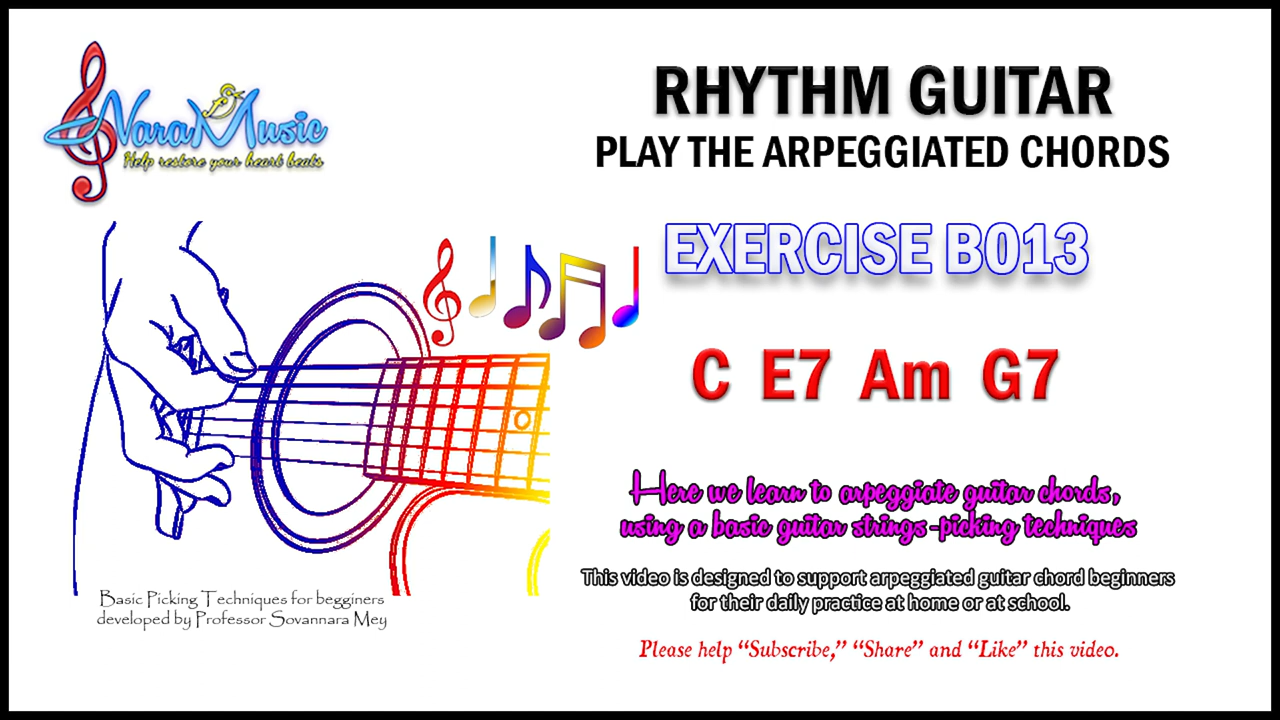 NaraMusic
Help restore your heart beats
RHYTHM GUITAR
PLAY THE ARPEGGIATED CHORDS
EXERCISE B013
C E7 Am G7
Here we learn to arpeggiate guitar chords,
using a basic guitar strings-picking techniques
This video is designed to support arpeggiated guitar chord beginners
for their daily practice at home or at school.
Please help “Subscribe,” “Share” and “Like” this video.
Basic Picking Techniques for begginers
developed by Professor Sovannara Mey